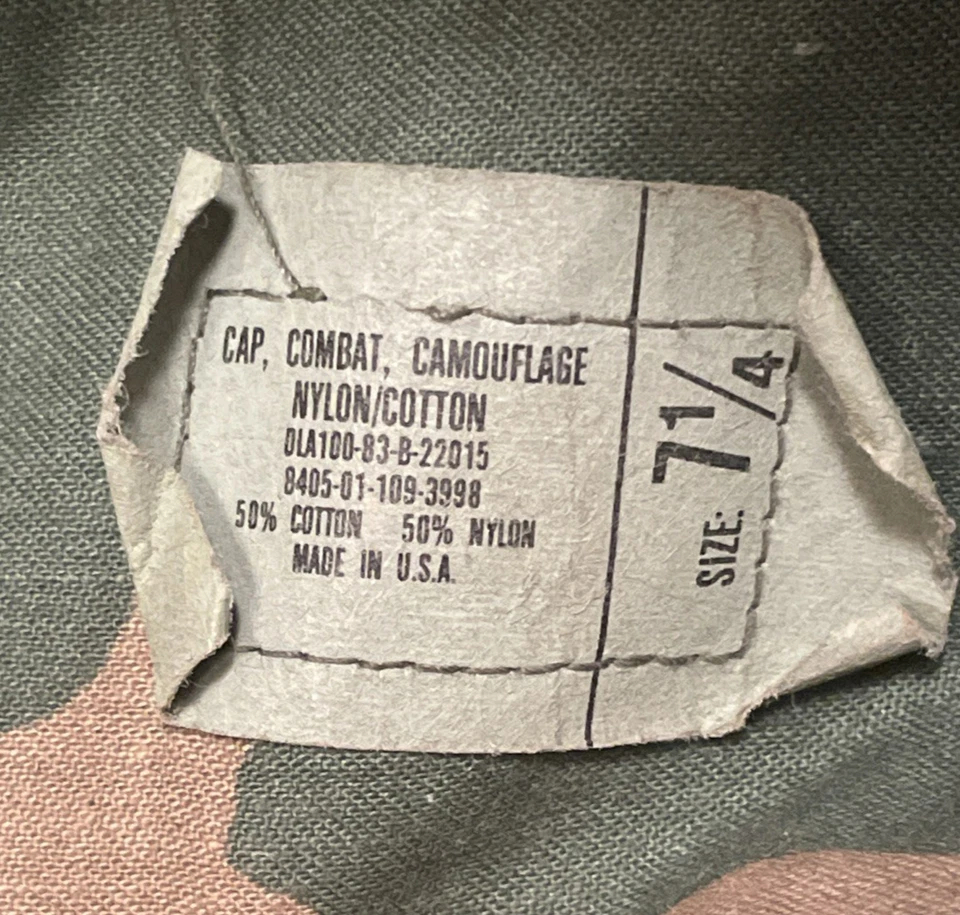 CAP, COMBAT, CAMOUFLAGE
NYLON/COTTON
DLA100-83-B-22015
8405-01-109-3998
50% COTTON 50% NYLON
MADE IN U.S.A.
SIZE: 7 1/4